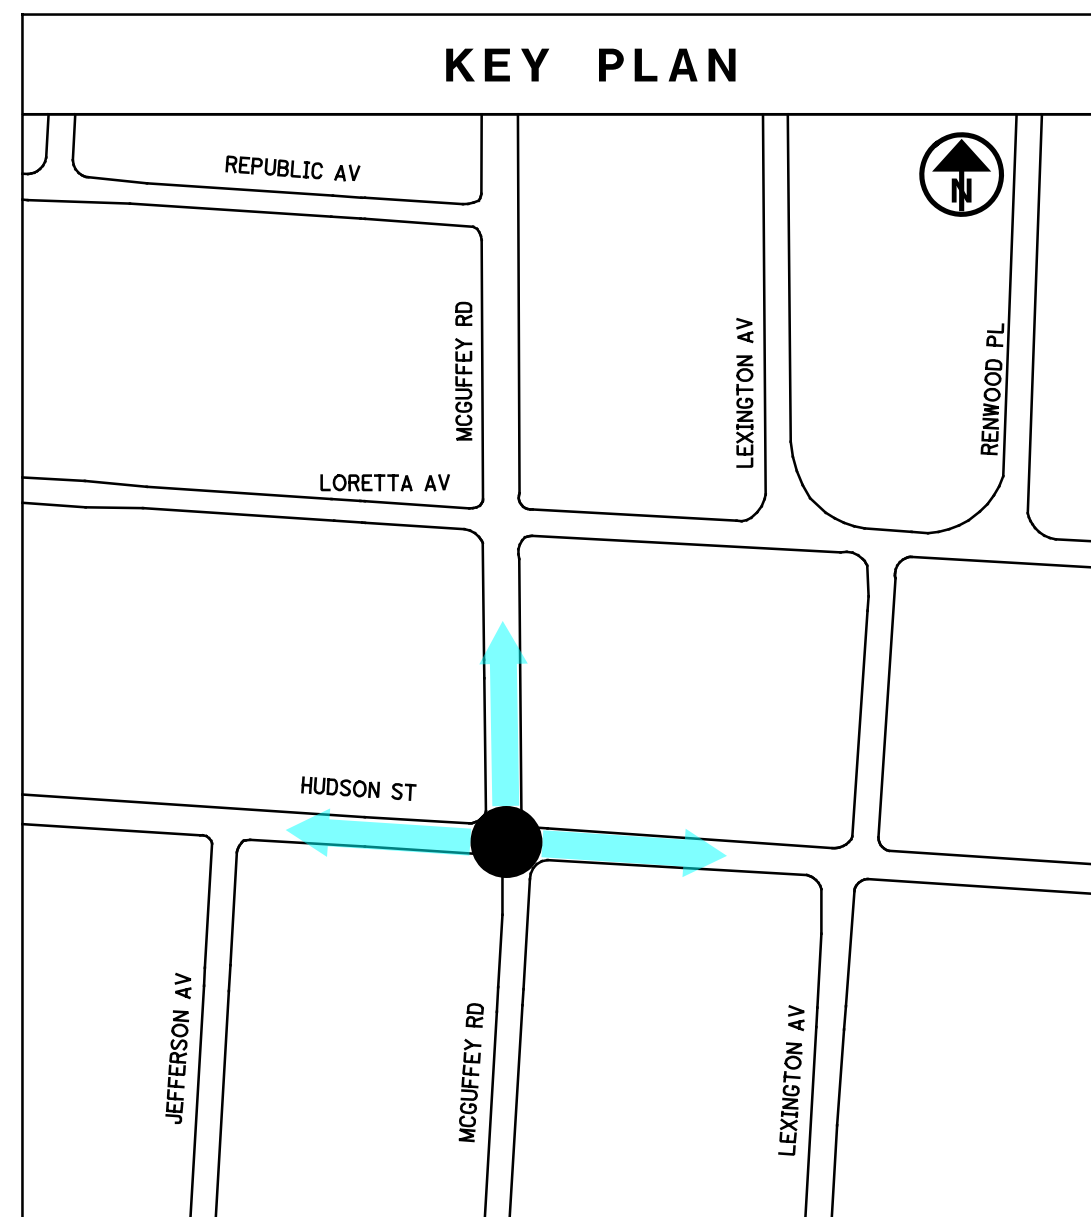 KEY PLAN
REPUBLIC AV
N
MCGUFFEY RD
LEXINGTON AV
RENWOOD PL
LORETTA AV
HUDSON ST
JEFFERSON AV
MCGUFFEY RD
LEXINGTON AV